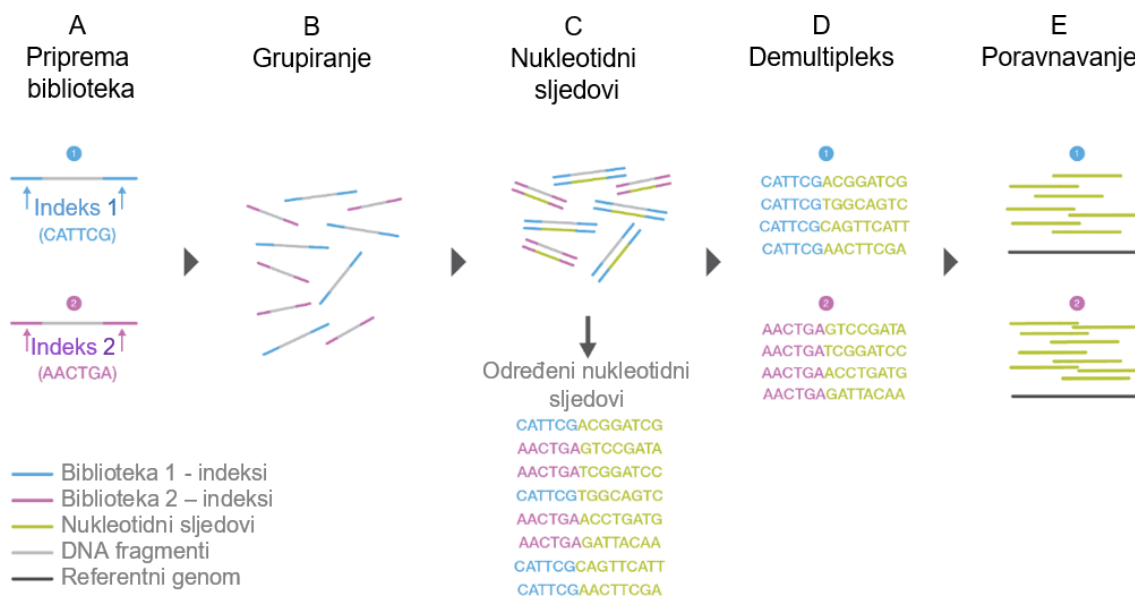 A
Priprema
biblioteka
B
Grupiranje
C
Nukleotidni
sljedovi
D
Demultipleks
E
Poravnavanje
1
Indeks 1
(CATTCG)
2
Indeks 2
(AACTGA)
Određeni nukleotidni
sljedovi
CATTCGACGGATCG
AACTGAGTCCGATA
AACTGATCGGATCC
CATTCGTGGCAGTC
AACTGAACCTGATG
AACTGAGATTACAA
CATTCGCAGTTCATT
CATTCGAACTTCGA
1
CATTCGACGGATCG
CATTCGTGGCAGTC
CATTCGCAGTTCATT
CATTCGAACTTCGA
2
AACTGAGTCCGATA
AACTGATCGGATCC
AACTGAACCTGATG
AACTGAGATTACAA
1
2
Biblioteka 1 - indeksi
Biblioteka 2 – indeksi
Nukleotidni sljedovi
DNA fragmenti
Referentni genom